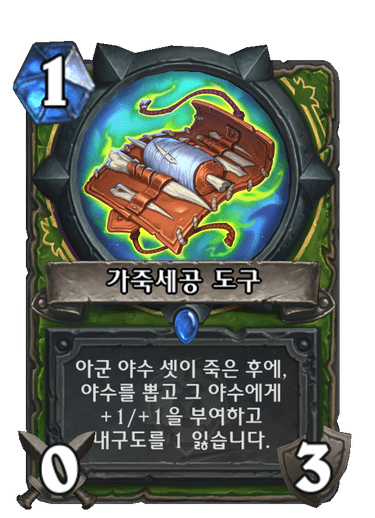 1
가죽세공 도구
아군 야수 셋이 죽은 후에,
야수를 뽑고 그 야수에게
+1/+1을 부여하고
내구도를 1 잃습니다.
0
3